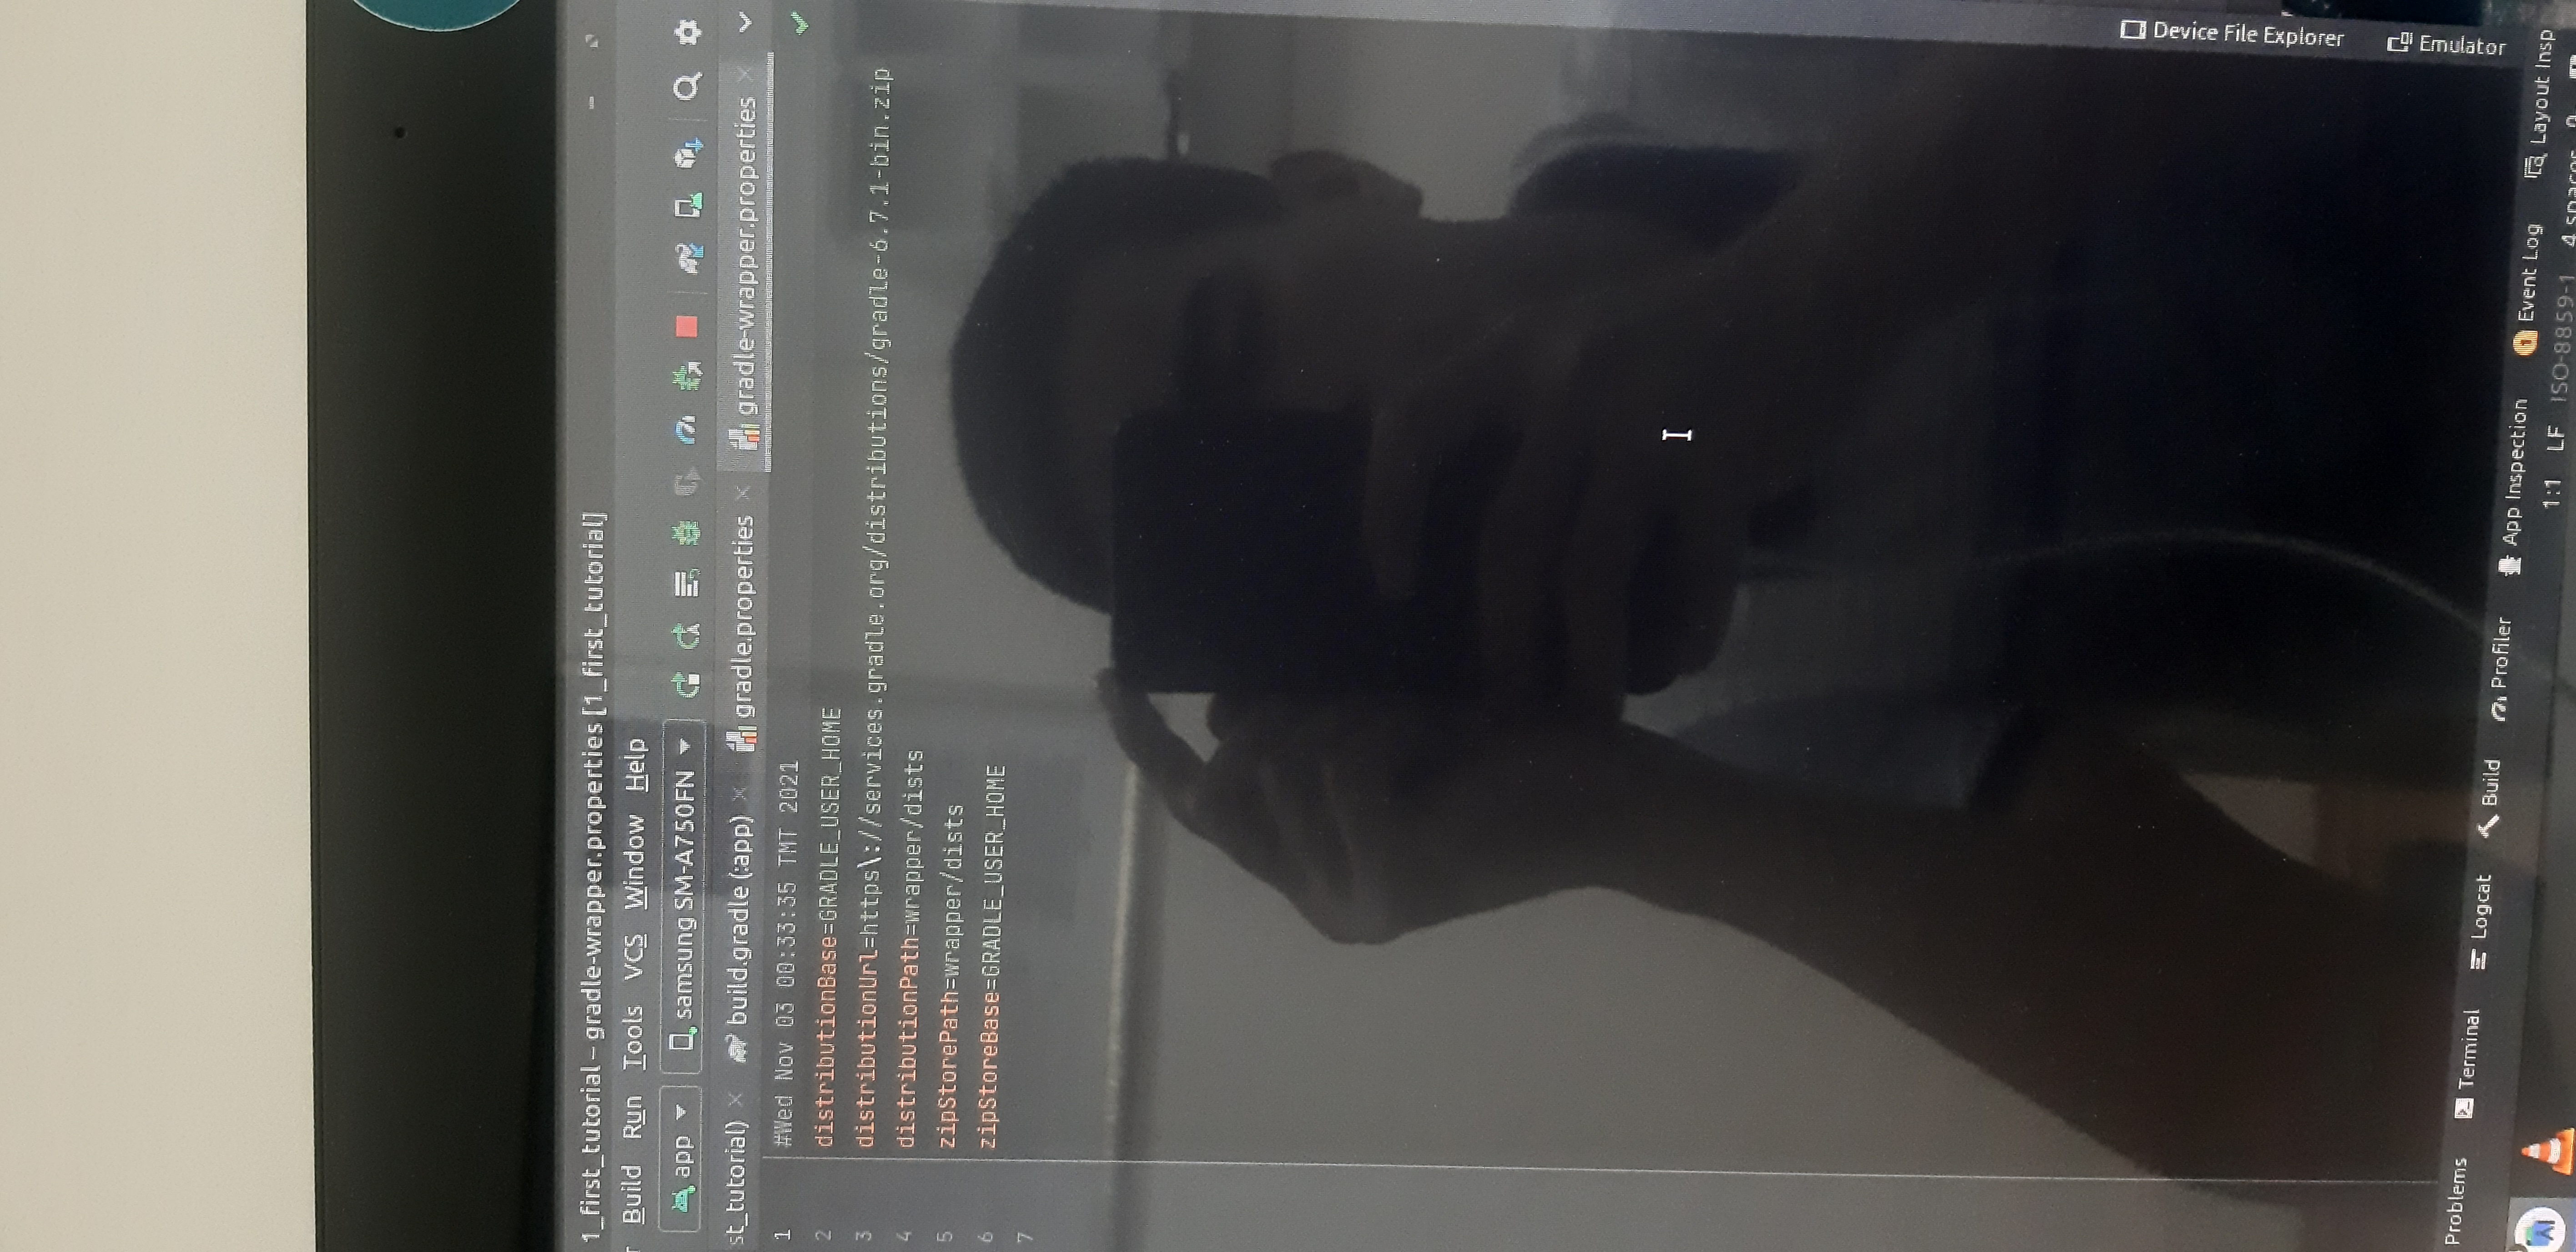 1_first_tutorial – gradle-wrapper.properties [1_first_tutorial]
Build Run Tools VCS Window Help
app samsung SM-A750FN
st_tutorial) build.gradle (:app) gradle.properties gradle-wrapper.properties
1 #Wed Nov 03 00:33:35 TMT 2021
2 distributionBase=GRADLE_USER_HOME
3 distributionUrl=https\://services.gradle.org/distributions/gradle-6.7.1-bin.zip
4 distributionPath=wrapper/dists
5 zipStorePath=wrapper/dists
6 zipStoreBase=GRADLE_USER_HOME
7
Device File Explorer
Emulator
Problems Terminal Logcat Build Profiler App Inspection Event Log Layout Insp
1:1 LF ISO-8859-1 4 spaces